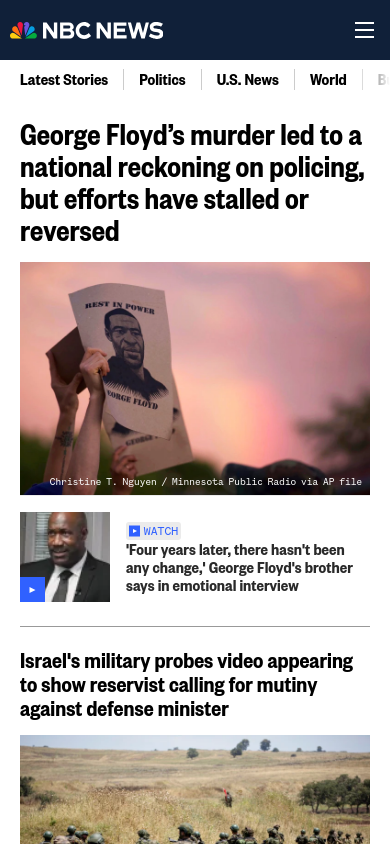 NBC NEWS
Latest Stories
Politics
U.S. News
World
George Floyd’s murder led to a
national reckoning on policing,
but efforts have stalled or
reversed
REST IN POWER
GEORGE FLOYD
Christine T. Nguyen / Minnesota Public Radio via AP file
WATCH
'Four years later, there hasn't been
any change,' George Floyd's brother
says in emotional interview
Israel's military probes video appearing
to show reservist calling for mutiny
against defense minister